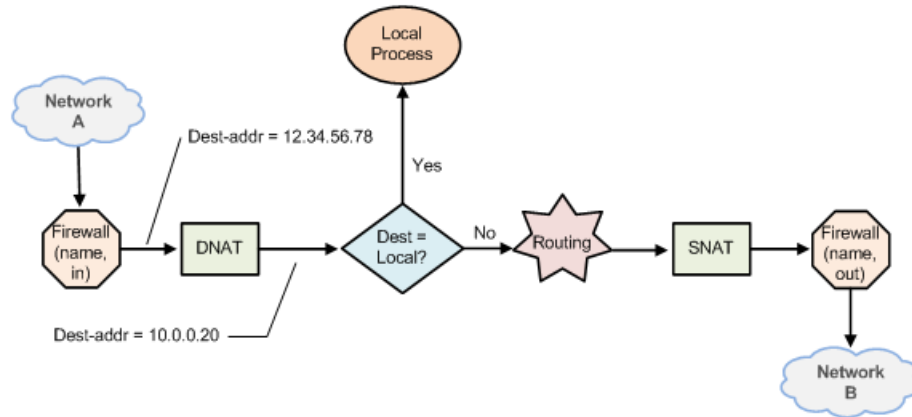 Local
Process
Network
A
Dest-addr = 12.34.56.78
Yes
Firewall
(name,
in)
DNAT
Dest =
Local?
No
Routing
SNAT
Firewall
(name,
out)
Dest-addr = 10.0.0.20
Network
B